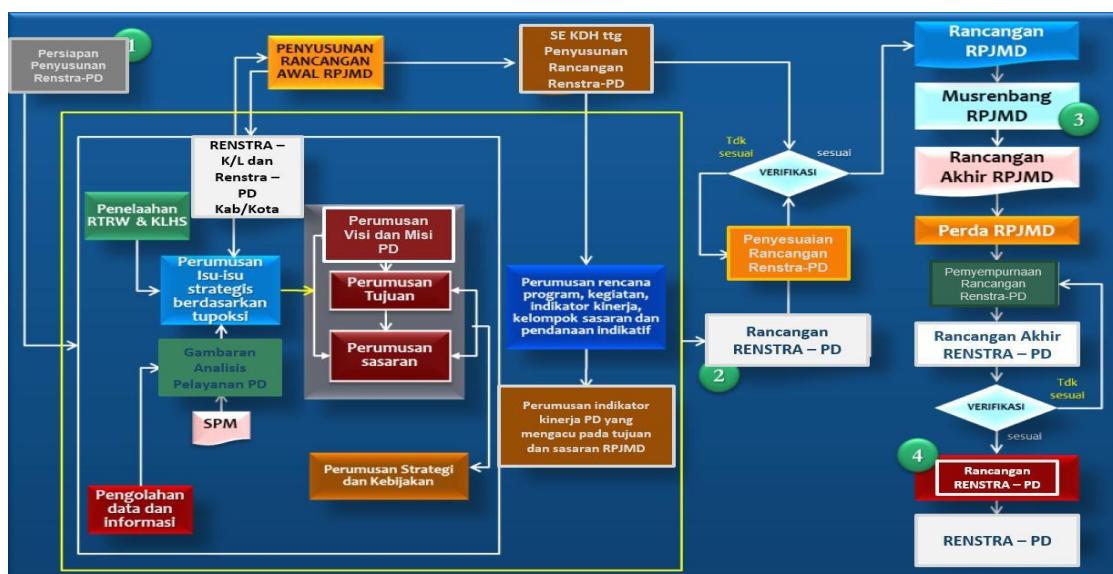 Persiapan
Penyusunan
Renstra-PD
1
PENYUSUNAN
RANCANGAN
AWAL RPJMD
SE KDH ttg
Penyusunan
Rancangan
Renstra-PD
Rancangan
RPJMD
Musrenbang
RPJMD
3
Rancangan
Akhir RPJMD
Perda RPJMD
Pemyempurnaan
Rancangan
Renstra-PD
Rancangan Akhir
RENSTRA – PD
VERIFIKASI
Tdk
sesuai
sesuai
4
Rancangan
RENSTRA – PD
RENSTRA – PD
RENSTRA –
K/L dan
Renstra –
PD
Kab/Kota
Penelaahan
RTRW & KLHS
Perumusan
Isu-isu
strategis
berdasarkan
tupoksi
Gambaran
Analisis
Pelayanan PD
SPM
Pengolahan
data dan
informasi
Perumusan
Visi dan Misi
PD
Perumusan
Tujuan
Perumusan
sasaran
Perumusan Strategi
dan Kebijakan
Perumusan rencana
program, kegiatan,
indikator kinerja,
kelompok sasaran dan
pendanaan indikatif
Perumusan indikator
kinerja PD yang
mengacu pada tujuan
dan sasaran RPJMD
Tdk
sesuai
sesuai
VERIFIKASI
Penyesuaian
Rancangan
Renstra-PD
Rancangan
RENSTRA – PD
2